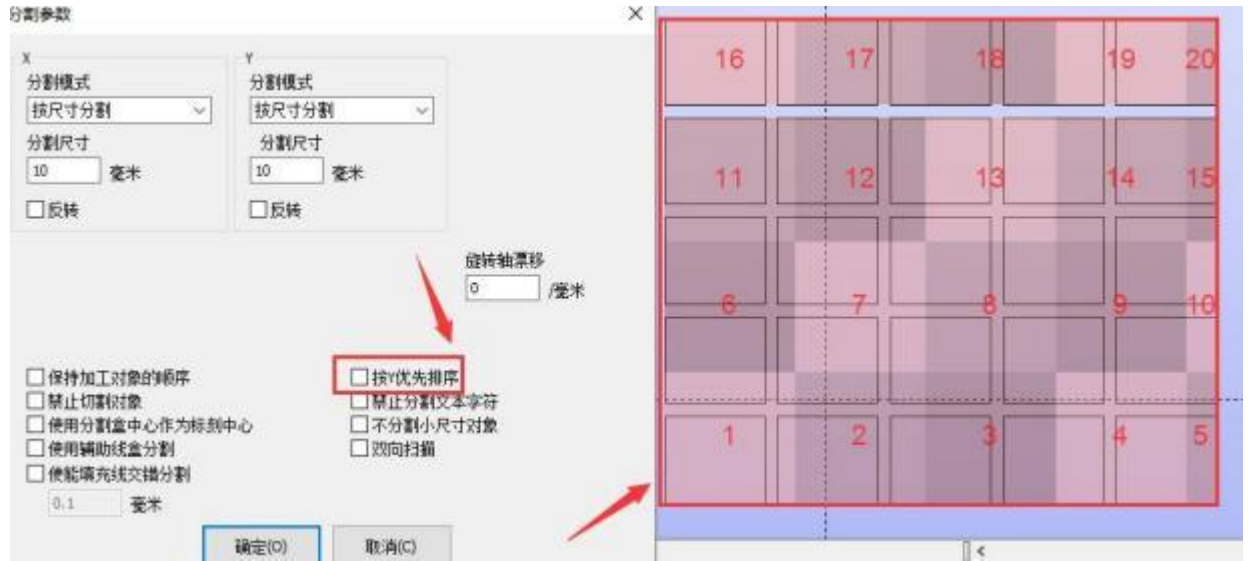 分割参数
X
Y
分割模式
分割模式
按尺寸分割
按尺寸分割
分割尺寸
分割尺寸
10 毫米
10 毫米
反转
反转
旋转轴漂移
0 /毫米
保持加工对象的顺序
按Y优先排序
禁止切割对象
禁止分割文本字符
使用分割盒中心作为标刻中心
不分割小尺寸对象
使用辅助线盒分割
双向扫描
使能填充线交错分割
0.1 毫米
确定(O)
取消(C)
16 17 18 19 20
11 12 13 14 15
6 7 8 9 10
1 2 3 4 5